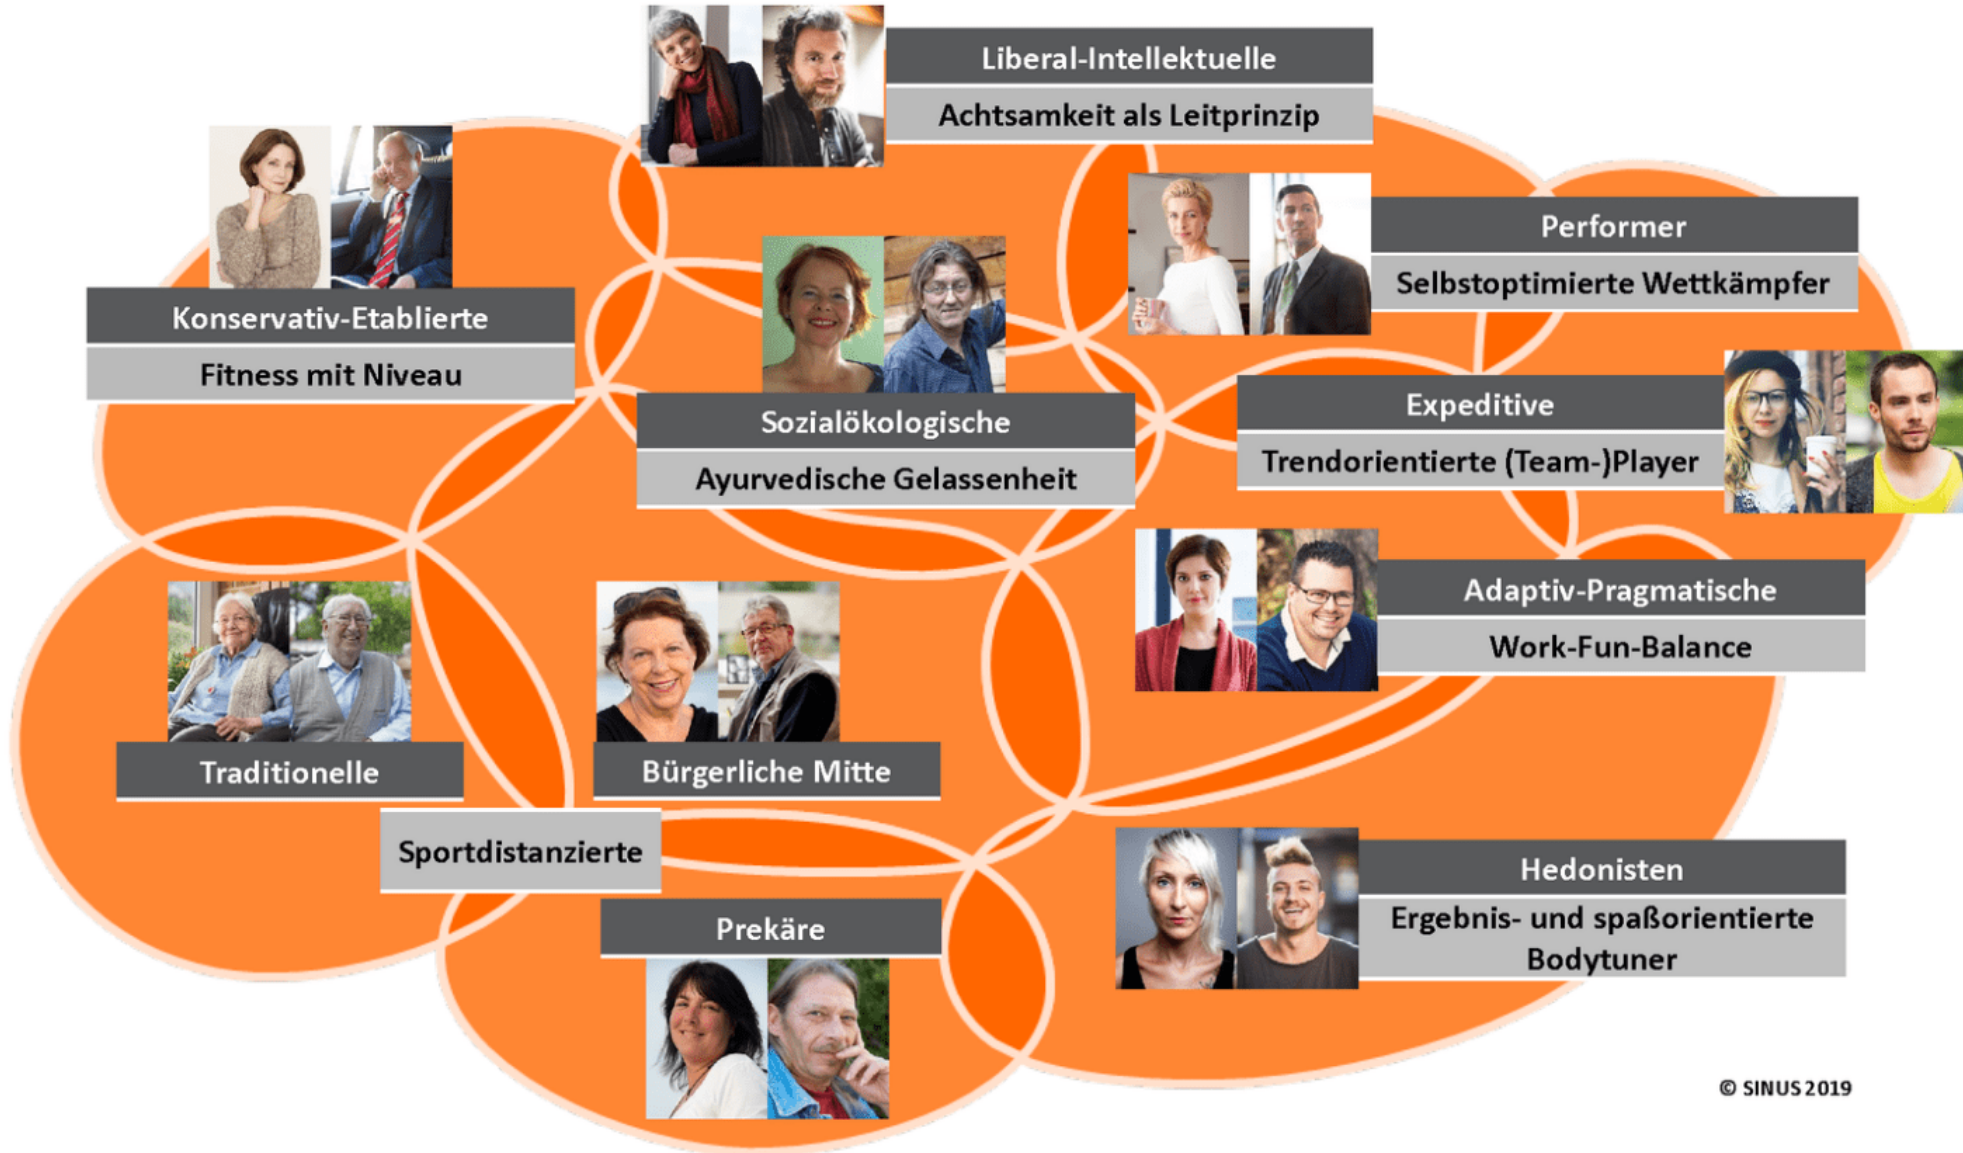 Liberal-Intellektuelle
Achtsamkeit als Leitprinzip
Performer
Selbstoptimierte Wettkämpfer
Konservativ-Etablierte
Fitness mit Niveau
Sozialökologische
Ayurvedische Gelassenheit
Expeditive
Trendorientierte (Team-)Player
Adaptiv-Pragmatische
Work-Fun-Balance
Traditionelle
Bürgerliche Mitte
Sportdistanzierte
Prekäre
Hedonisten
Ergebnis- und spaßorientierte
Bodytuner
© SINUS 2019